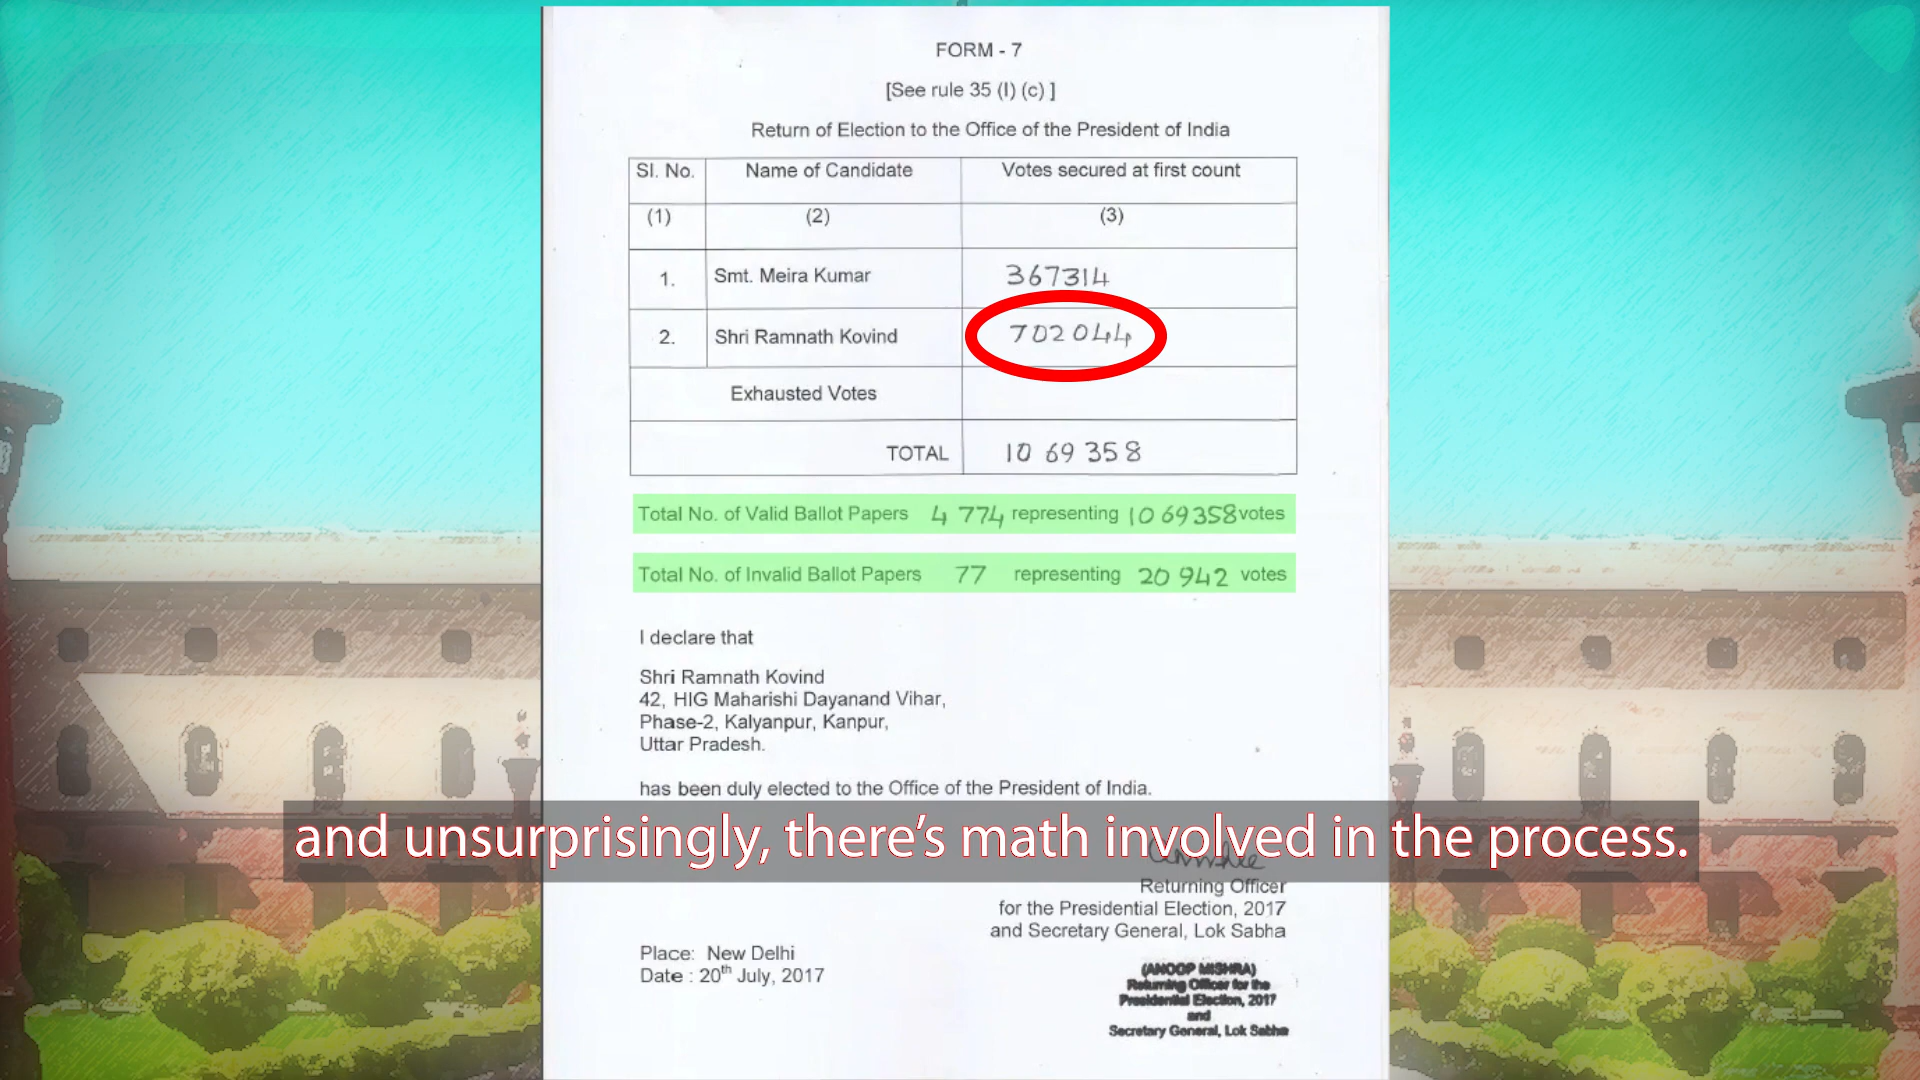 FORM - 7
[See rule 35 (I) (c) ]
Return of Election to the Office of the President of India
Sl. No. Name of Candidate Votes secured at first count
(1) (2) (3)
1. Smt. Meira Kumar 367314
2. Shri Ramnath Kovind 702044
Exhausted Votes
TOTAL 10 69 358
Total No. of Valid Ballot Papers 4 774 representing 10 69358 votes
Total No. of Invalid Ballot Papers 77 representing 20 942 votes
I declare that
Shri Ramnath Kovind
42, HIG Maharishi Dayanand Vihar,
Phase-2, Kalyanpur, Kanpur,
Uttar Pradesh.
has been duly elected to the Office of the President of India.
and unsurprisingly, there's math involved in the process.
Returning Officer
for the Presidential Election, 2017
and Secretary General, Lok Sabha
Place: New Delhi
Date : 20th July, 2017
(ANOOP MISHRA)
Returning Officer for the
Presidential Election, 2017
and
Secretary General, Lok Sabha